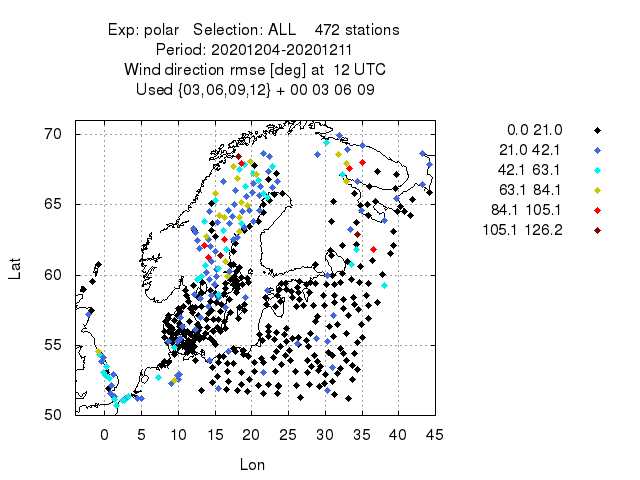 Exp: polar   Selection: ALL    472 stations
Period: 20201204-20201211
Wind direction rmse [deg] at  12 UTC
Used {03,06,09,12} + 00 03 06 09
0.0 21.0
21.0 42.1
42.1 63.1
63.1 84.1
84.1 105.1
105.1 126.2
70
65
60
55
50
Lat
0 5 10 15 20 25 30 35 40 45
Lon